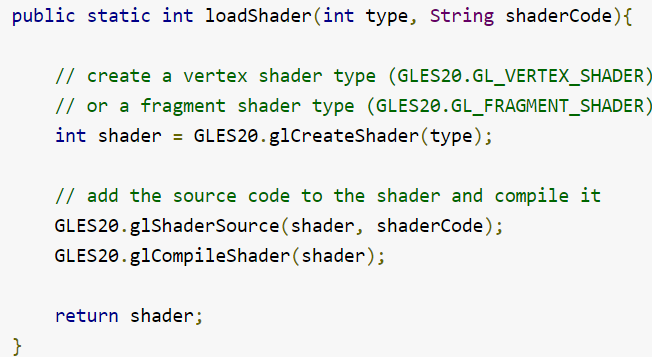 public static int loadShader(int type, String shaderCode){
// create a vertex shader type (GLES20.GL_VERTEX_SHADER)
// or a fragment shader type (GLES20.GL_FRAGMENT_SHADER)
int shader = GLES20.glCreateShader(type);
// add the source code to the shader and compile it
GLES20.glShaderSource(shader, shaderCode);
GLES20.glCompileShader(shader);
return shader;
}